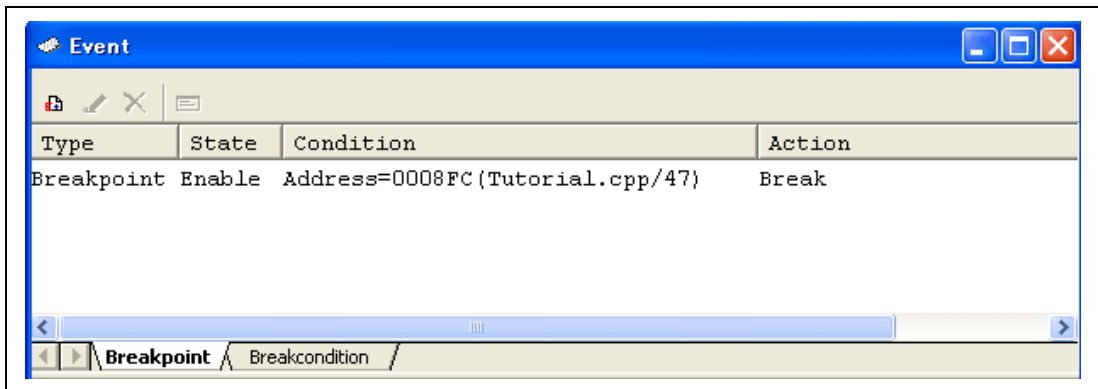 Event
Type State Condition Action
Breakpoint Enable Address=0008FC(Tutorial.cpp/47) Break
Breakpoint Breakcondition